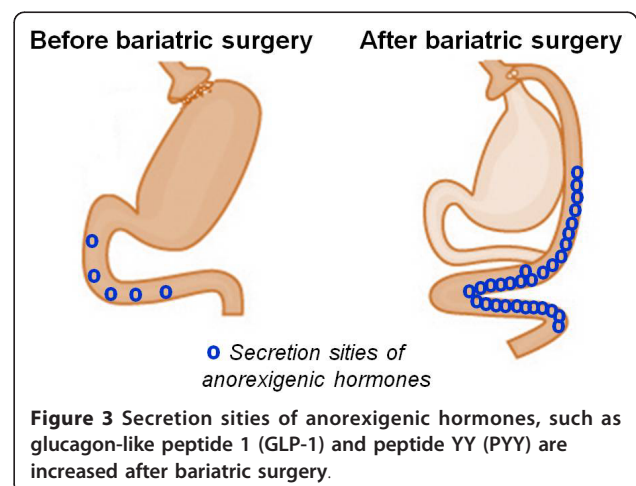 Before bariatric surgery
After bariatric surgery
Secretion sities of
anorexigenic hormones
Figure 3 Secretion sities of anorexigenic hormones, such as
glucagon-like peptide 1 (GLP-1) and peptide YY (PYY) are
increased after bariatric surgery.